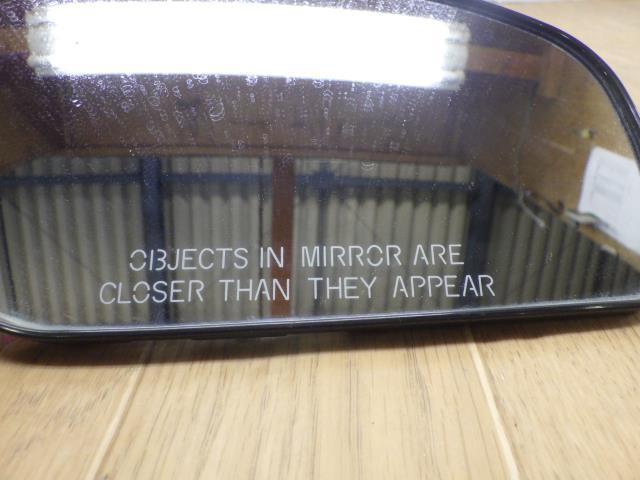 OBJECTS IN MIRROR ARE
CLOSER THAN THEY APPEAR